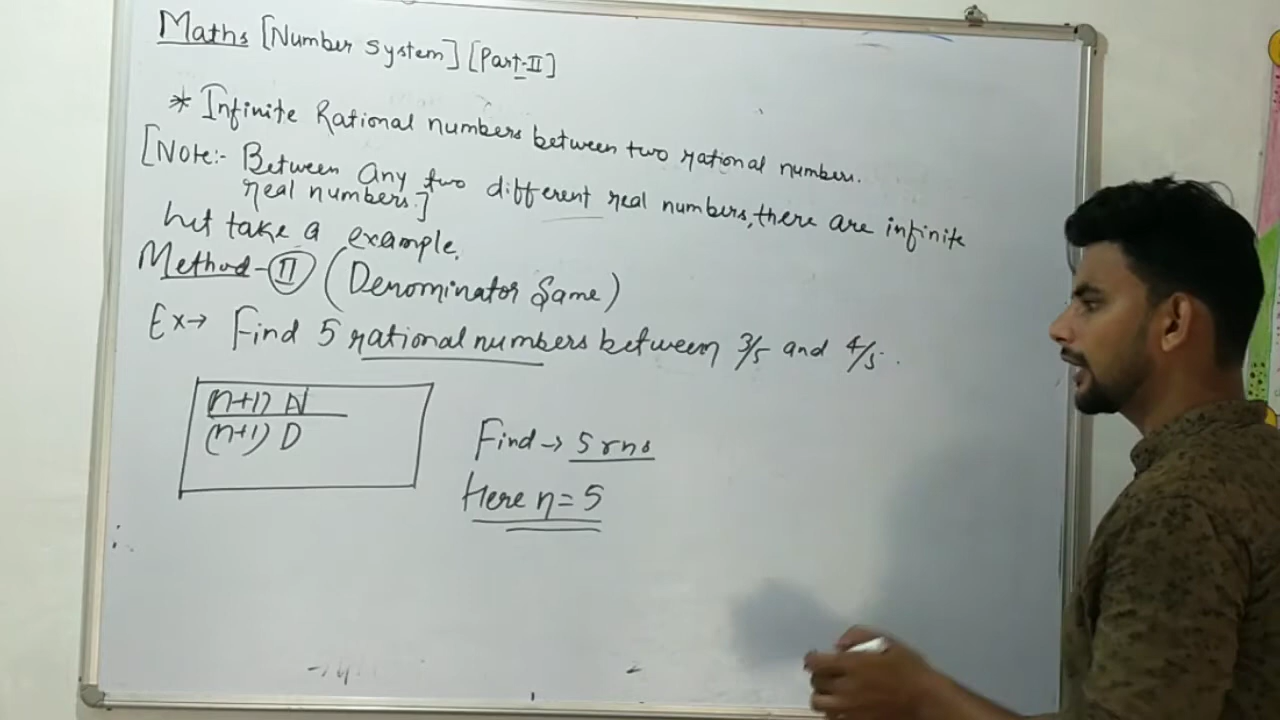 Maths [Number System] [Part-II]
* Infinite Rational numbers between two rational number.
[Note:- Between any two different real numbers, there are infinite
real numbers.]
let take a example.
Method-II (Denominator Same)
Ex→ Find 5 rational numbers between 3/5 and 4/5.
(n+1) N
(n+1) D
Find→ 5 rns
Here n=5